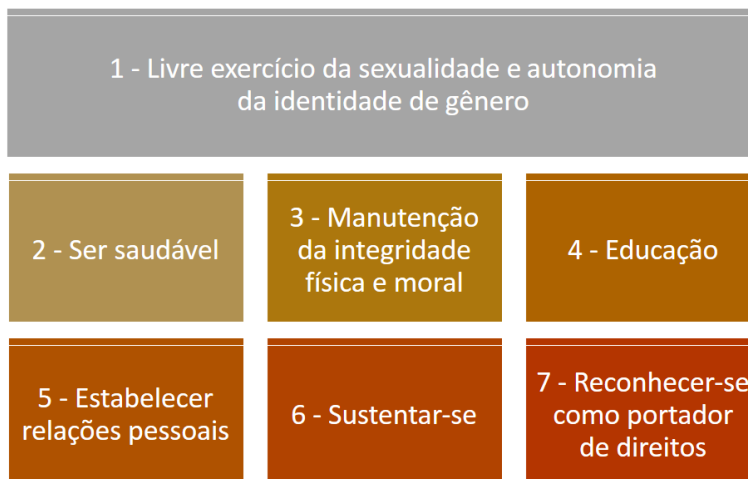 1 - Livre exercício da sexualidade e autonomia
da identidade de gênero
2 - Ser saudável
3 - Manutenção
da integridade
física e moral
4 - Educação
5 - Estabelecer
relações pessoais
6 - Sustentar-se
7 - Reconhecer-se
como portador
de direitos